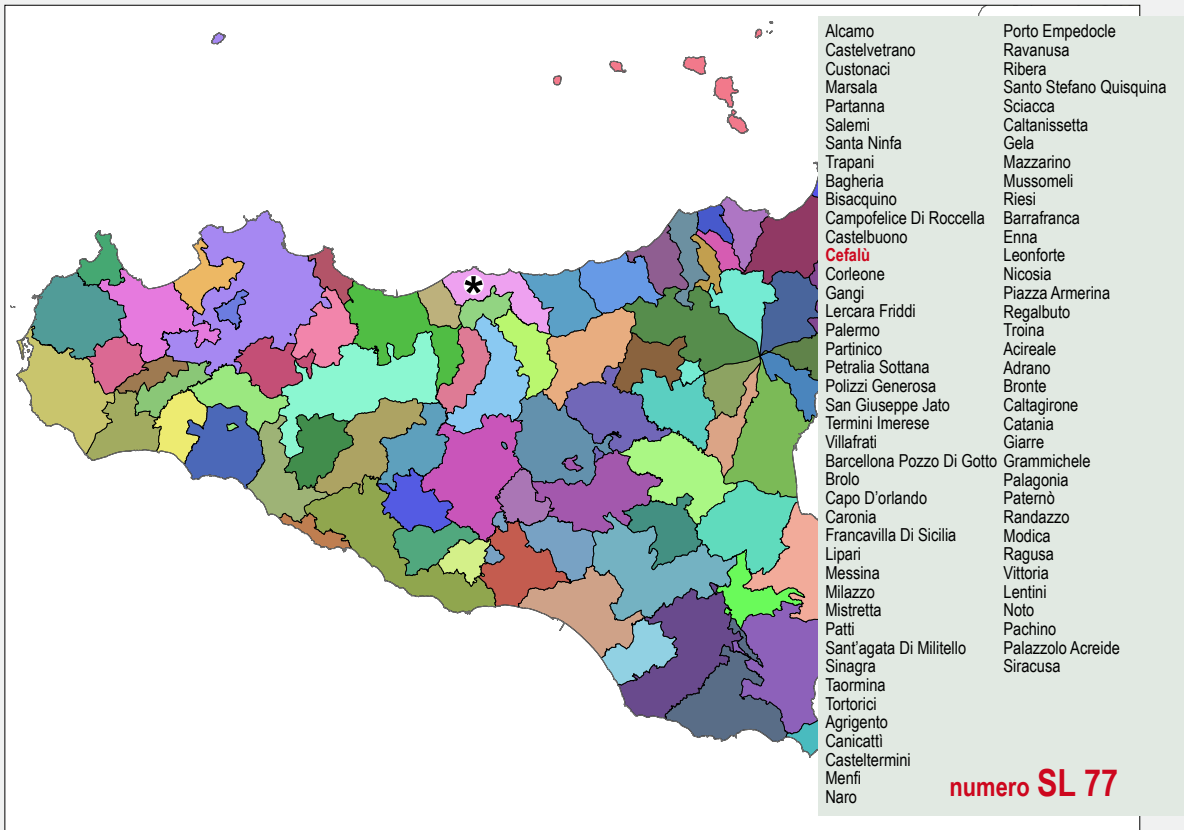 Alcamo
Castelvetrano
Custonaci
Marsala
Partanna
Salemi
Santa Ninfa
Trapani
Bagheria
Bisacquino
Campofelice Di Roccella
Castelbuono
Cefalù
Corleone
Gangi
Lercara Friddi
Palermo
Partinico
Petralia Sottana
Polizzi Generosa
San Giuseppe Jato
Termini Imerese
Villafrati
Barcellona Pozzo Di Gotto
Brolo
Capo D'orlando
Caronia
Francavilla Di Sicilia
Lipari
Messina
Milazzo
Mistretta
Patti
Sant'agata Di Militello
Sinagra
Taormina
Tortorici
Agrigento
Canicattì
Casteltermini
Menfi
Naro
Porto Empedocle
Ravanusa
Ribera
Santo Stefano Quisquina
Sciacca
Caltanissetta
Gela
Mazzarino
Mussomeli
Riesi
Barrafranca
Enna
Leonforte
Nicosia
Piazza Armerina
Regalbuto
Troina
Acireale
Adrano
Bronte
Caltagirone
Catania
Giarre
Grammichele
Palagonia
Paternò
Randazzo
Modica
Ragusa
Vittoria
Lentini
Noto
Pachino
Palazzolo Acreide
Siracusa
numero SL 77
*